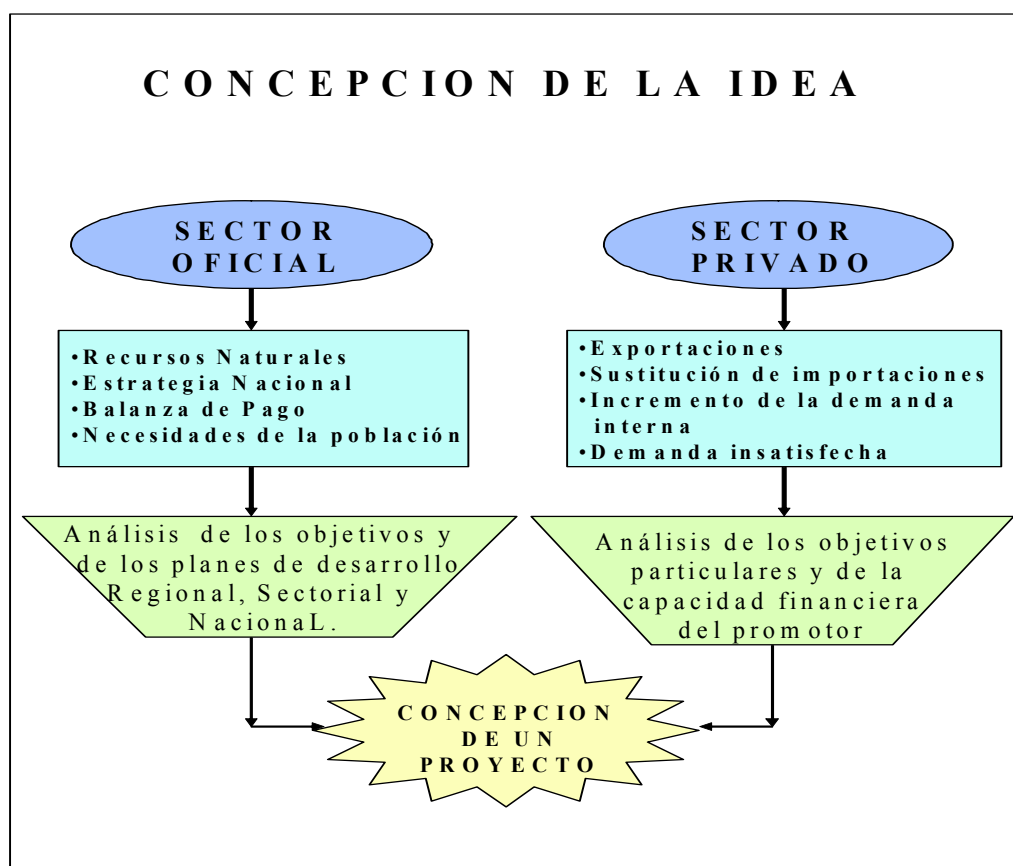 CONCEPCION DE LA IDEA
SECTOR
OFICIAL
•Recursos Naturales
•Estrategia Nacional
•Balanza de Pago
•Necesidades de la población
Análisis de los objetivos y
de los planes de desarrollo
Regional, Sectorial y
NacionaL.
SECTOR
PRIVADO
•Exportaciones
•Sustitución de importaciones
•Incremento de la demanda
interna
•Demanda insatisfecha
Análisis de los objetivos
particulares y de la
capacidad financiera
del promotor
CONCEPCION
DE UN
PROYECTO